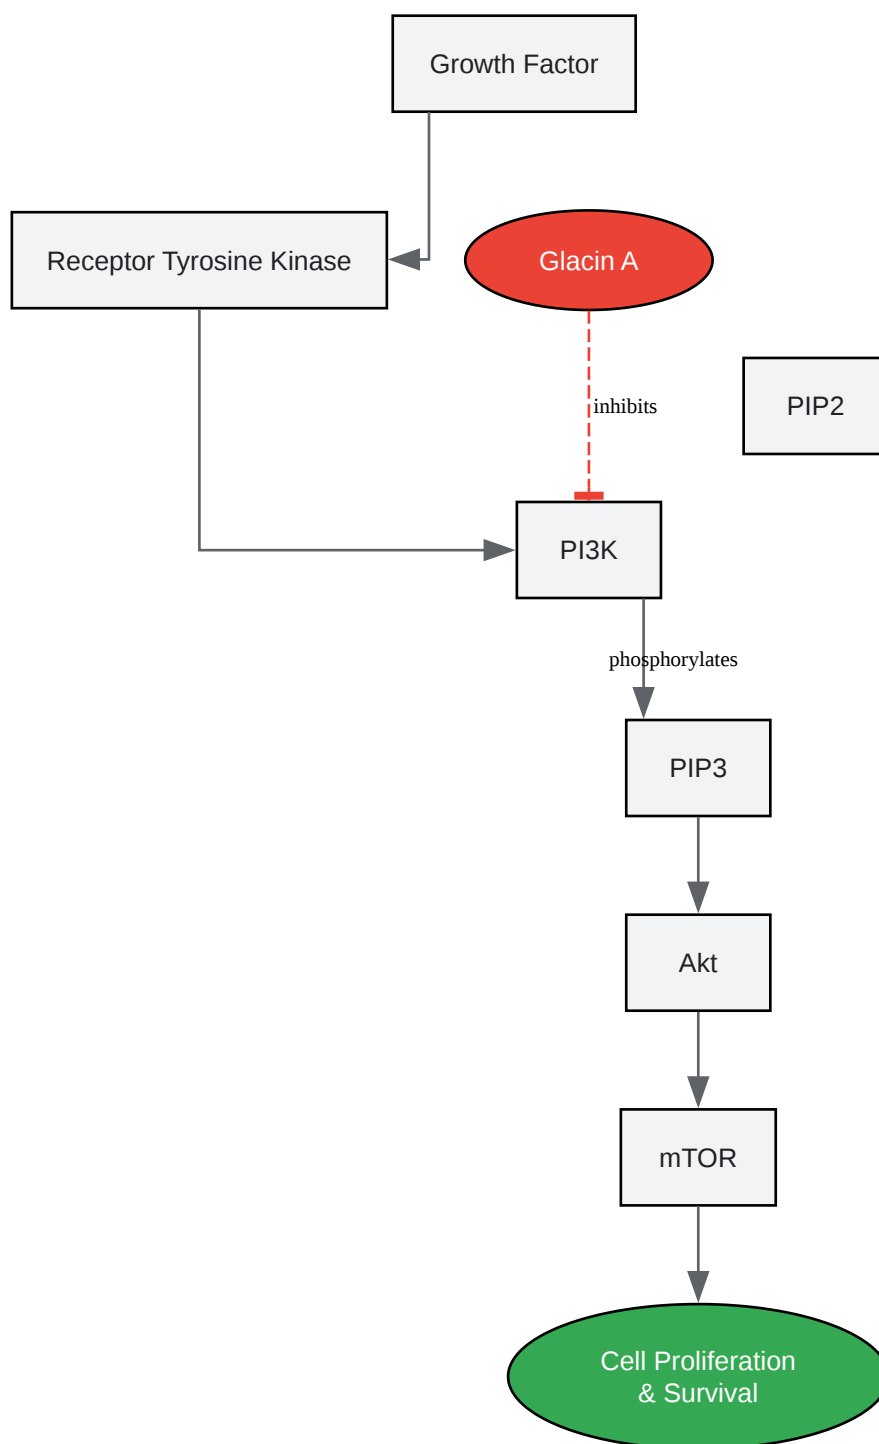 Growth Factor
Receptor Tyrosine Kinase
Glacin A
inhibits
PIP2
PI3K
phosphorylates
PIP3
Akt
mTOR
Cell Proliferation
& Survival